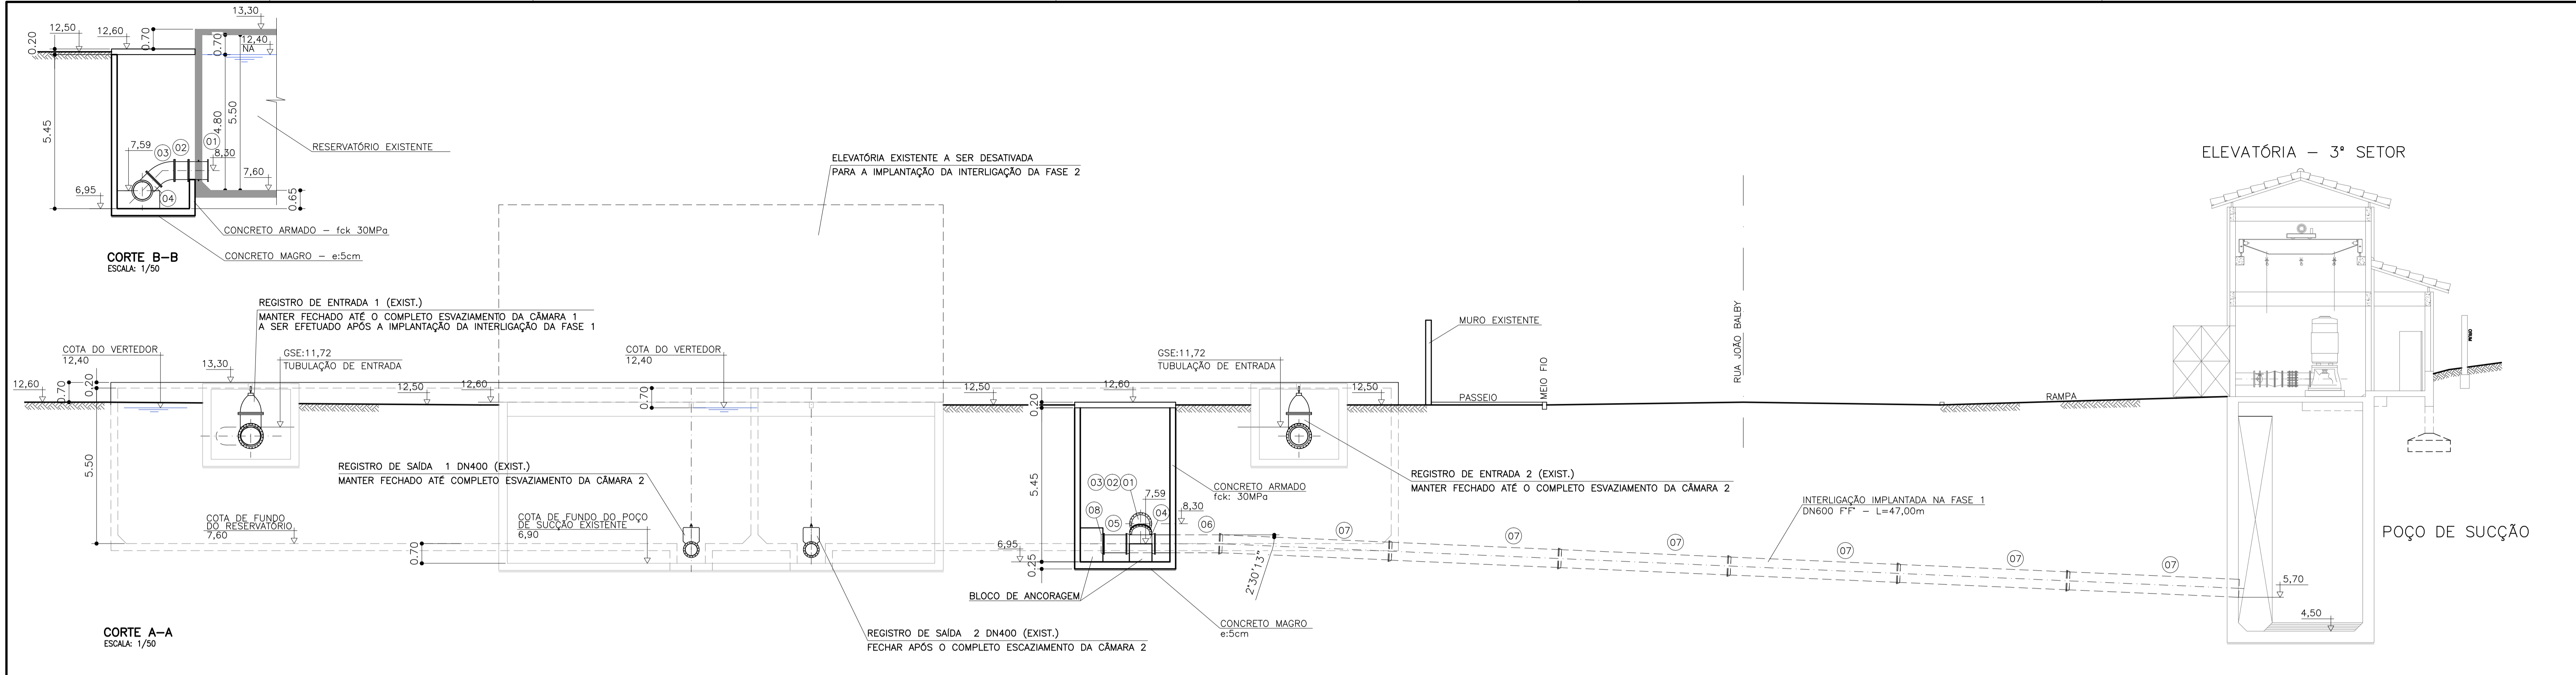 12,50
12,60
0.20
0.70
13,30
0.70
12,40
NA
5.45
4.80
5.50
7,59
03
02
01
8,30
04
6,95
7,60
0.65
RESERVATÓRIO EXISTENTE
CONCRETO ARMADO – fck 30MPa
CONCRETO MAGRO – e:5cm
CORTE B–B
ESCALA: 1/50
ELEVATÓRIA EXISTENTE A SER DESATIVADA
PARA A IMPLANTAÇÃO DA INTERLIGAÇÃO DA FASE 2
ELEVATÓRIA – 3º SETOR
REGISTRO DE ENTRADA 1 (EXIST.)
MANTER FECHADO ATÉ O COMPLETO ESVAZIAMENTO DA CÂMARA 1
A SER EFETUADO APÓS A IMPLANTAÇÃO DA INTERLIGAÇÃO DA FASE 1
COTA DO VERTEDOR
12,40
GSE:11,72
TUBULAÇÃO DE ENTRADA
13,30
12,60
0.70
0.20
12,50
12,60
COTA DO VERTEDOR
12,40
0.70
12,50
12,60
0.20
GSE:11,72
TUBULAÇÃO DE ENTRADA
12,50
MURO EXISTENTE
PASSEIO
MEIO FIO
RUA JOÃO BALBY
RAMPA
5.50
REGISTRO DE SAÍDA 1 DN400 (EXIST.)
MANTER FECHADO ATÉ COMPLETO ESVAZIAMENTO DA CÂMARA 2
COTA DE FUNDO
DO RESERVATÓRIO
7,60
COTA DE FUNDO DO POÇO
DE SUCÇÃO EXISTENTE
6,90
0.70
5.45
03
02
01
7,59
08
05
04
8,30
06
6,95
0.25
CONCRETO ARMADO
fck: 30MPa
REGISTRO DE ENTRADA 2 (EXIST.)
MANTER FECHADO ATÉ O COMPLETO ESVAZIAMENTO DA CÂMARA 2
INTERLIGAÇÃO IMPLANTADA NA FASE 1
DN600 FºFº – L=47,00m
07
07
07
07
07
07
2°30'13"
5,70
4,50
POÇO DE SUCÇÃO
BLOCO DE ANCORAGEM
CONCRETO MAGRO
e:5cm
REGISTRO DE SAÍDA 2 DN400 (EXIST.)
FECHAR APÓS O COMPLETO ESCAZIAMENTO DA CÂMARA 2
CORTE A–A
ESCALA: 1/50